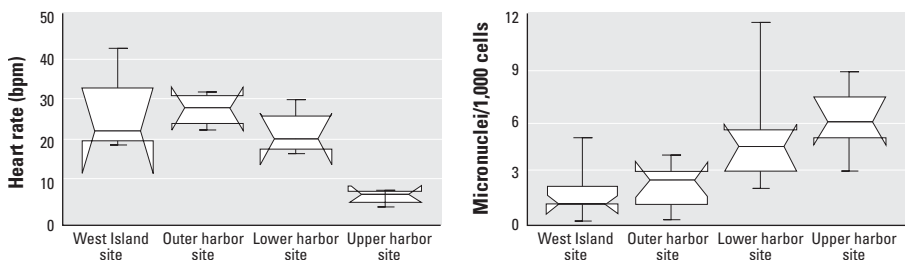 Heart rate (bpm)
50
40
30
20
10
0
West Island
site
Outer harbor
site
Lower harbor
site
Upper harbor
site
Micronuclei/1,000 cells
12
9
6
3
0
West Island
site
Outer harbor
site
Lower harbor
site
Upper harbor
site